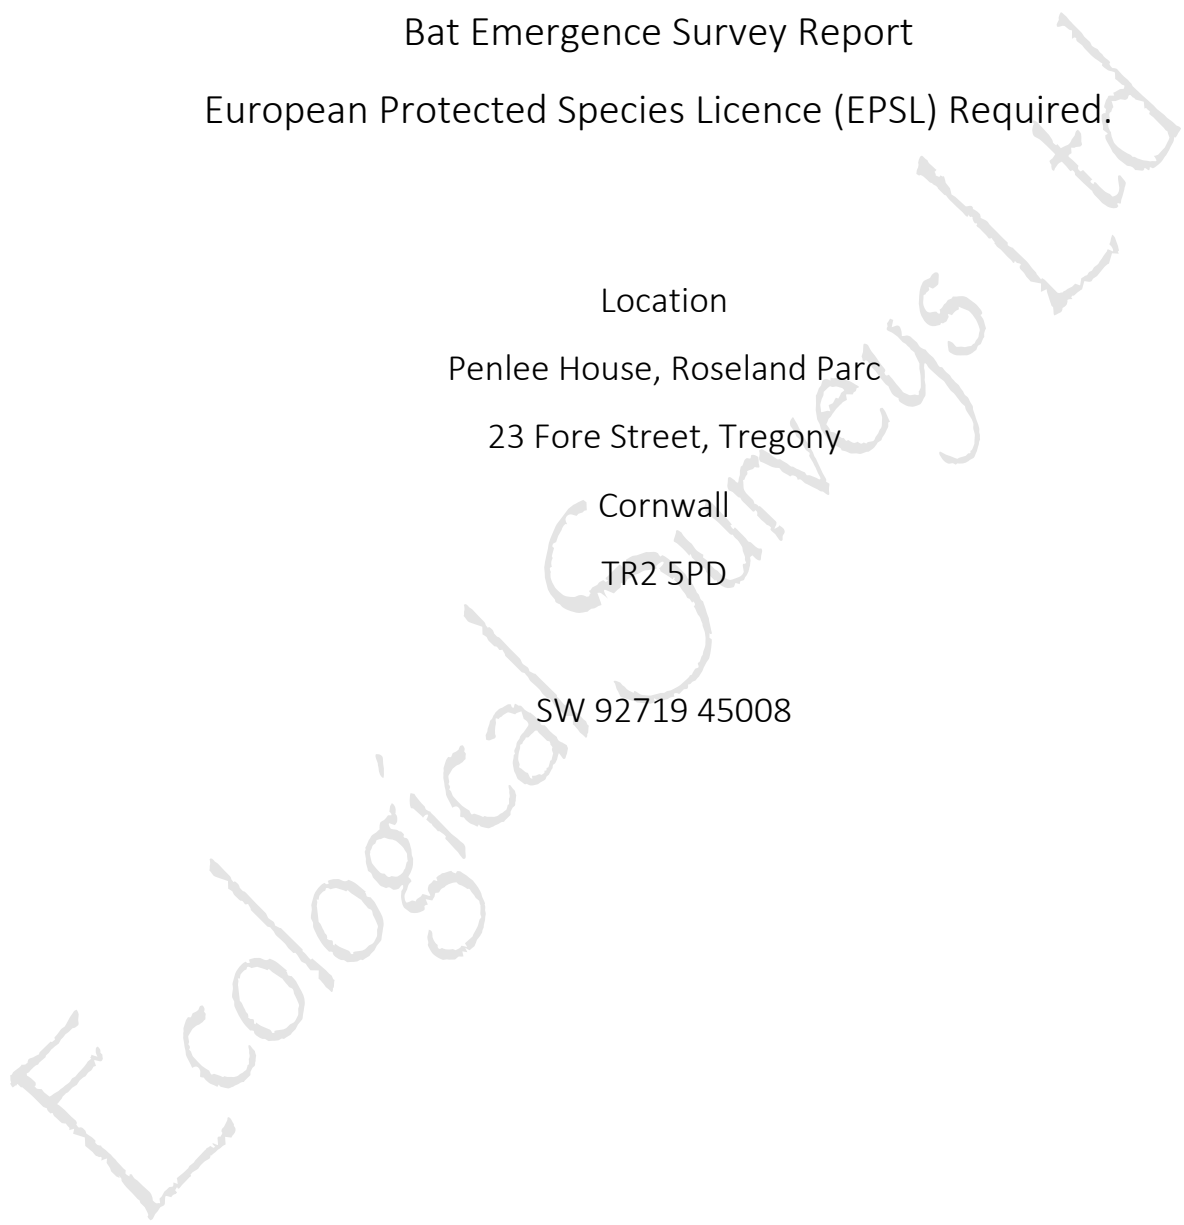 Bat Emergence Survey Report
European Protected Species Licence (EPSL) Required.
Location
Penlee House, Roseland Parc
23 Fore Street, Tregony
Cornwall
TR2 5PD
SW 92719 45008
Ecological Surveys Ltd